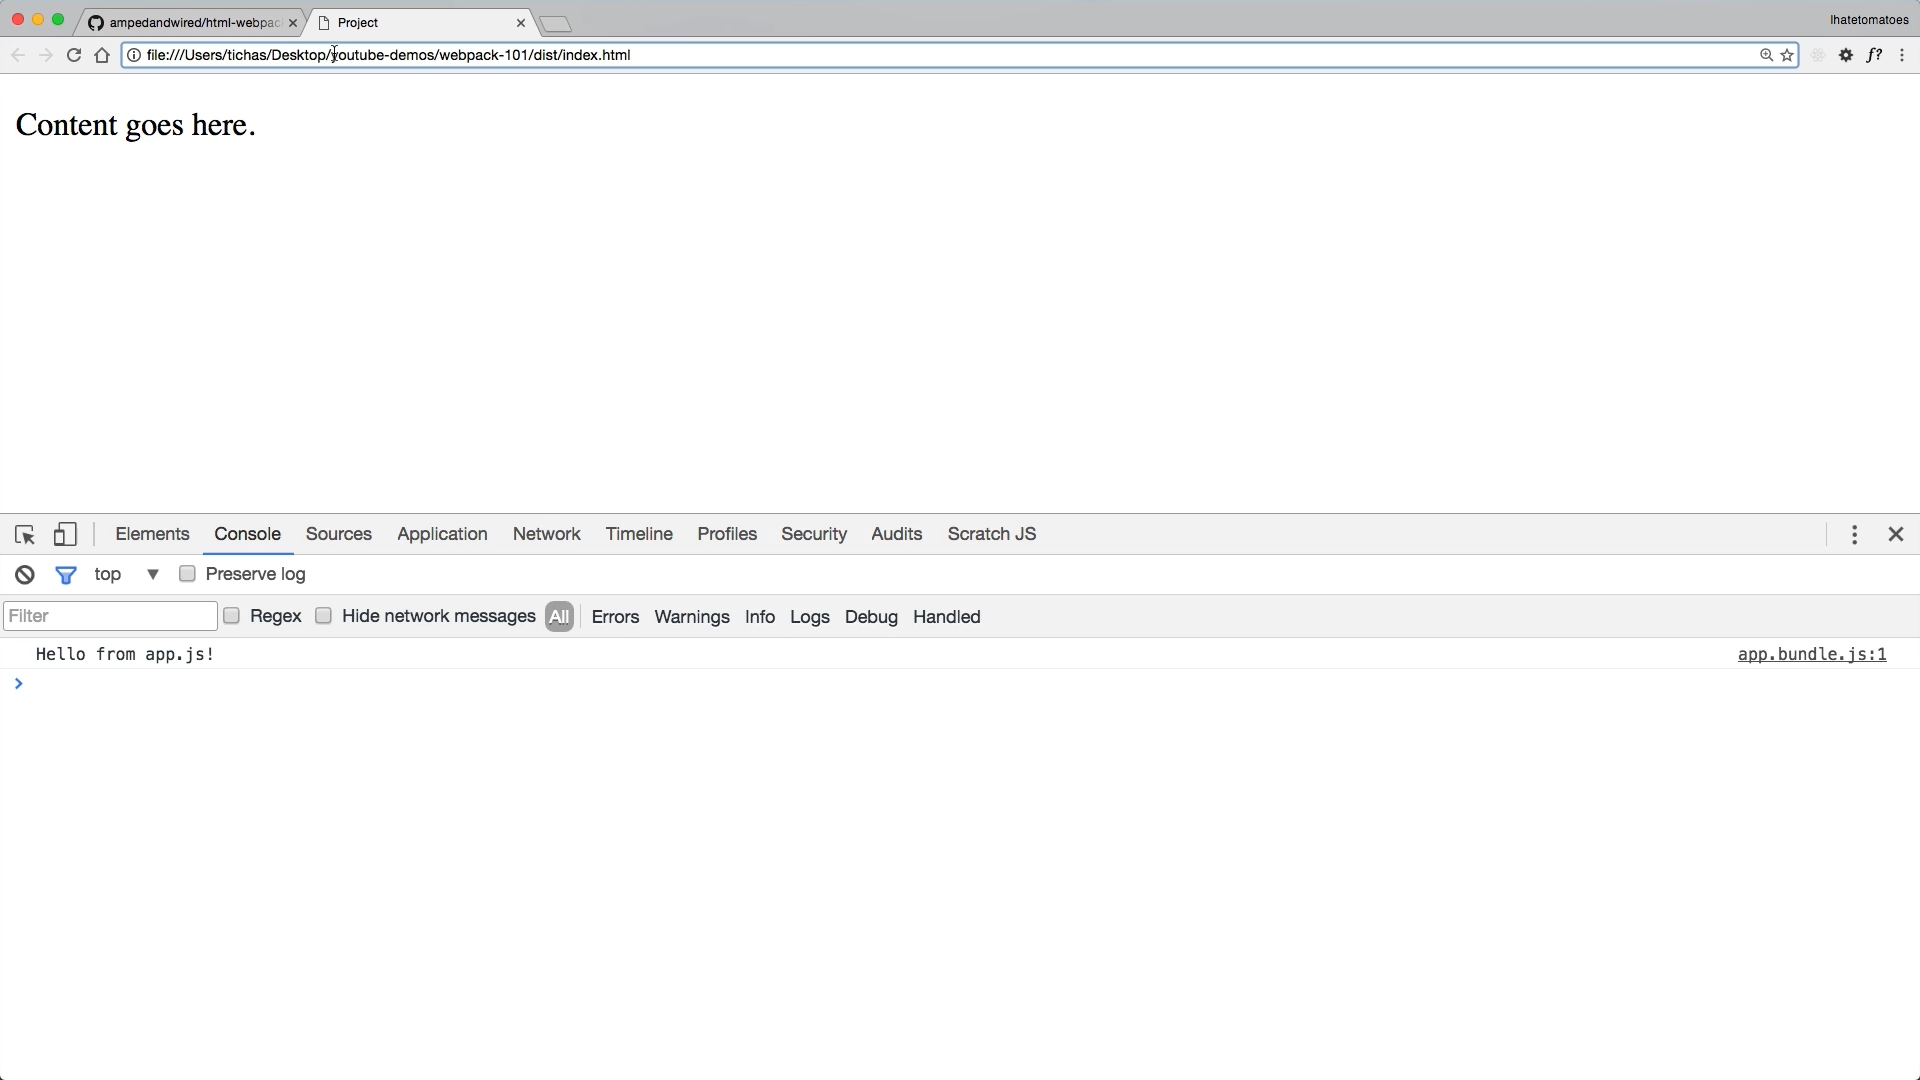 ampedandwired/html-webpac
Project
Ihatetomatoes
file:///Users/tichas/Desktop/youtube-demos/webpack-101/dist/index.html
f?
Content goes here.
Elements Console Sources Application Network Timeline Profiles Security Audits Scratch JS
top Preserve log
Filter Regex Hide network messages All Errors Warnings Info Logs Debug Handled
Hello from app.js! app.bundle.js:1